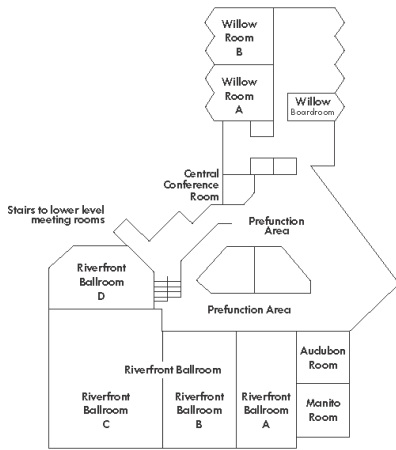 Willow
Room
B
Willow
Room
A
Willow
Boardroom
Central
Conference
Room
Stairs to lower level
meeting rooms
Prefunction
Area
Riverfront
Ballroom
D
Prefunction Area
Audubon
Room
Riverfront Ballroom
Riverfront
Ballroom
C
Riverfront
Ballroom
B
Riverfront
Ballroom
A
Manito
Room